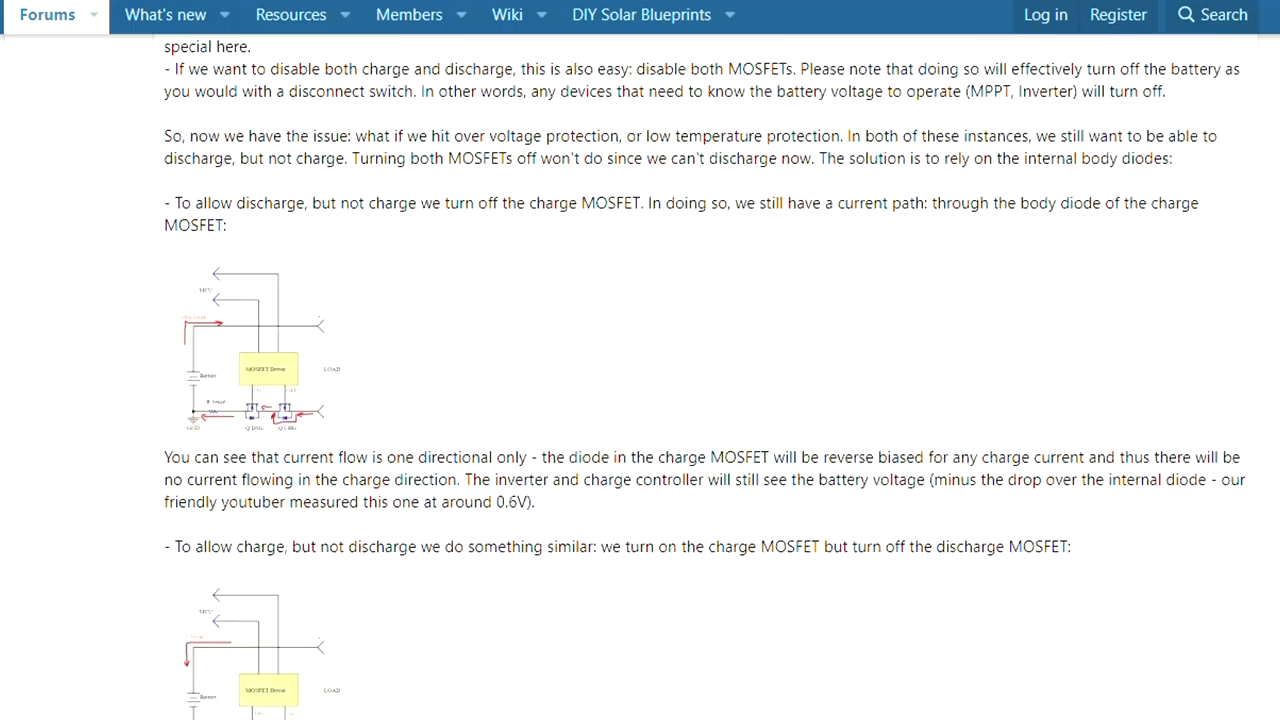 Forums What's new Resources Members Wiki DIY Solar Blueprints Log in Register Search
special here.
- If we want to disable both charge and discharge, this is also easy: disable both MOSFETs. Please note that doing so will effectively turn off the battery as
you would with a disconnect switch. In other words, any devices that need to know the battery voltage to operate (MPPT, Inverter) will turn off.
So, now we have the issue: what if we hit over voltage protection, or low temperature protection. In both of these instances, we still want to be able to
discharge, but not charge. Turning both MOSFETs off won't do since we can't discharge now. The solution is to rely on the internal body diodes:
- To allow discharge, but not charge we turn off the charge MOSFET. In doing so, we still have a current path: through the body diode of the charge
MOSFET:
MCU
MOSFET Driver LOAD
Battery
GND
You can see that current flow is one directional only - the diode in the charge MOSFET will be reverse biased for any charge current and thus there will be
no current flowing in the charge direction. The inverter and charge controller will still see the battery voltage (minus the drop over the internal diode - our
friendly youtuber measured this one at around 0.6V).
- To allow charge, but not discharge we do something similar: we turn on the charge MOSFET but turn off the discharge MOSFET:
MCU
MOSFET Driver LOAD
Battery